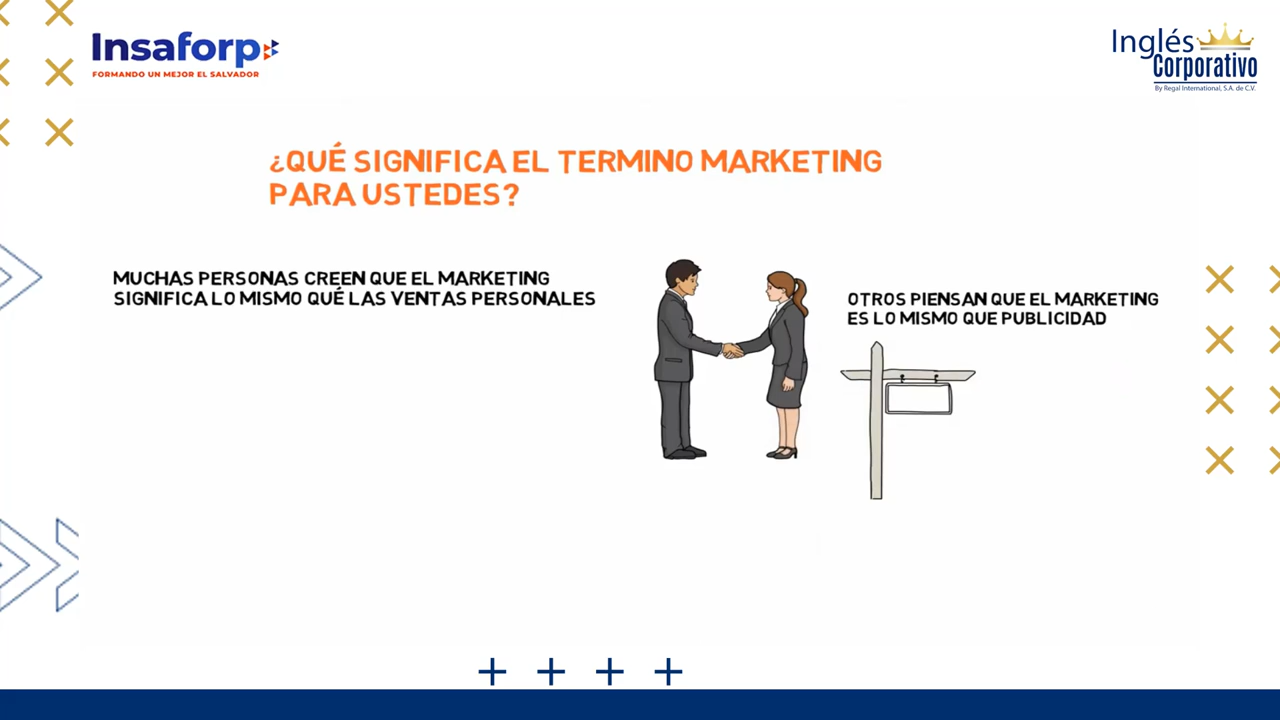 Insaforp
FORMANDO UN MEJOR EL SALVADOR
Inglés
Corporativo
By Regal International, S.A. de C.V.
¿QUÉ SIGNIFICA EL TERMINO MARKETING
PARA USTEDES?
MUCHAS PERSONAS CREEN QUE EL MARKETING
SIGNIFICA LO MISMO QUÉ LAS VENTAS PERSONALES
OTROS PIENSAN QUE EL MARKETING
ES LO MISMO QUE PUBLICIDAD